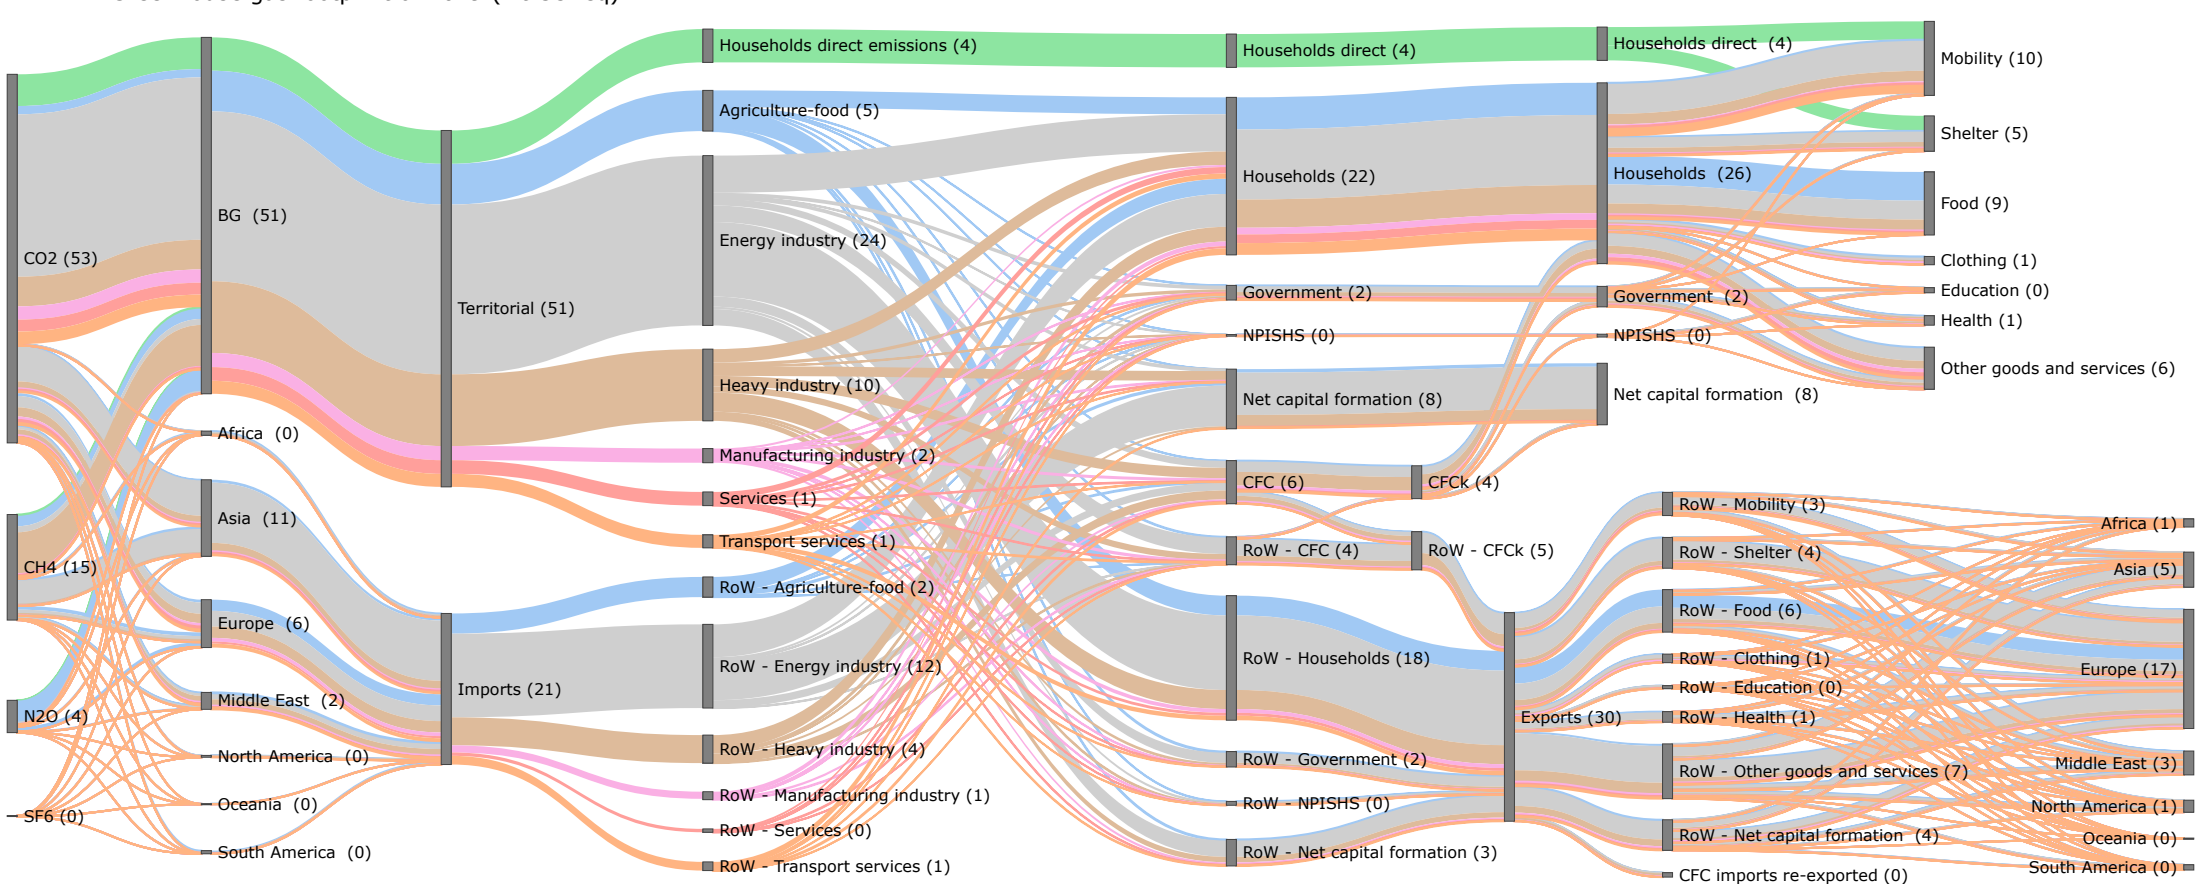 CO2 (53)
CH4 (15)
N2O (4)
SF6 (0)
BG (51)
Africa (0)
Asia (11)
Europe (6)
Middle East (2)
North America (0)
Oceania (0)
South America (0)
Territorial (51)
Imports (21)
Households direct emissions (4)
Agriculture-food (5)
Energy industry (24)
Heavy industry (10)
Manufacturing industry (2)
Services (1)
Transport services (1)
RoW - Agriculture-food (2)
RoW - Energy industry (12)
RoW - Heavy industry (4)
RoW - Manufacturing industry (1)
RoW - Services (0)
RoW - Transport services (1)
Households direct (4)
Households (22)
Government (2)
NPISHS (0)
Net capital formation (8)
CFC (6)
RoW - CFC (4)
RoW - Households (18)
RoW - Government (2)
RoW - NPISHS (0)
RoW - Net capital formation (3)
CFCk (4)
RoW - CFCk (5)
Exports (30)
Households direct (4)
Households (26)
Government (2)
NPISHS (0)
Net capital formation (8)
RoW - Mobility (3)
RoW - Shelter (4)
RoW - Food (6)
RoW - Clothing (1)
RoW - Education (0)
RoW - Health (1)
RoW - Other goods and services (7)
RoW - Net capital formation (4)
CFC imports re-exported (0)
Mobility (10)
Shelter (5)
Food (9)
Clothing (1)
Education (0)
Health (1)
Other goods and services (6)
Africa (1)
Asia (5)
Europe (17)
Middle East (3)
North America (1)
Oceania (0)
South America (0)